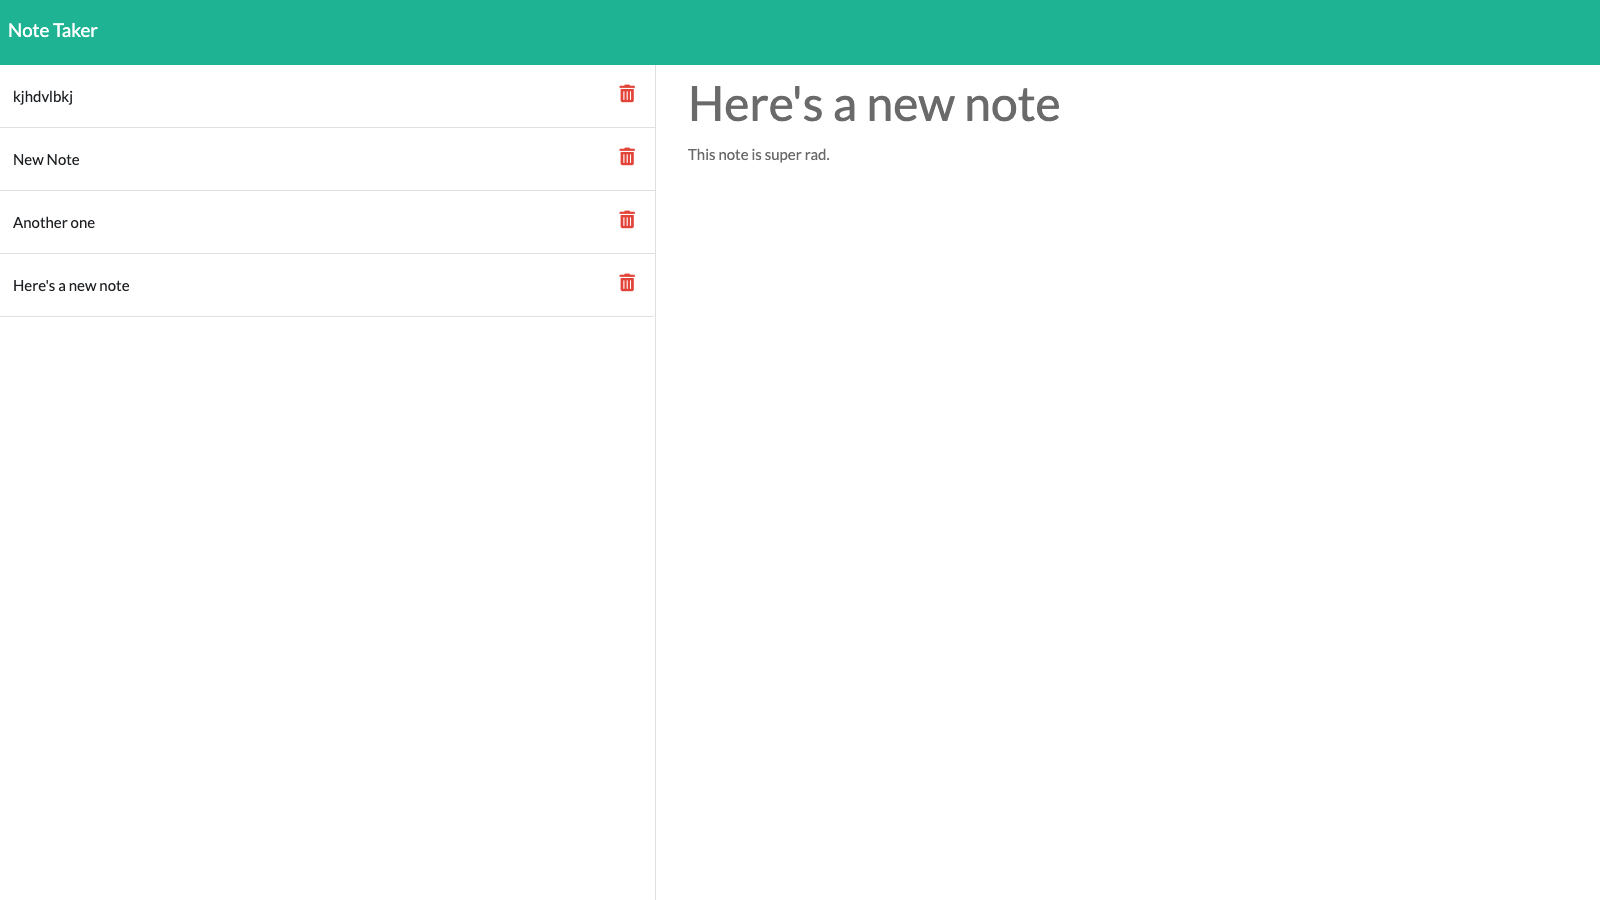 Note Taker
kjhdvlbkj
New Note
Another one
Here's a new note
Here's a new note
This note is super rad.